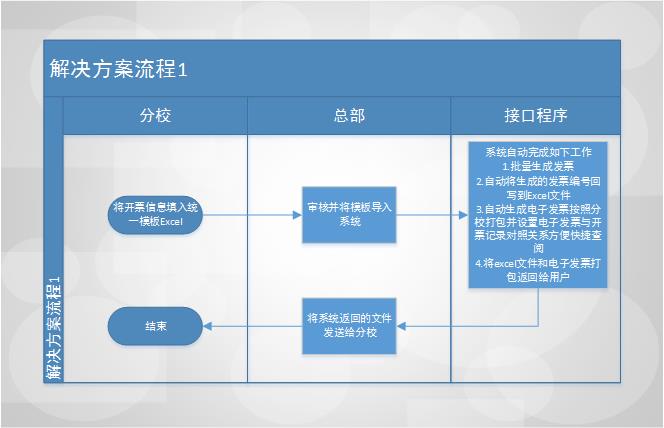 解决方案流程1
分校
总部
接口程序
系统自动完成如下工作
1.批量生成发票
2.自动将生成的发票编号回
写到Excel文件
3.自动生成电子发票按照分
校打包并设置电子发票与开
票记录对照关系方便快捷查
阅
4.将excel文件和电子发票打
包返回给用户
将开票信息填入统
一模板Excel
审核并将模板导入
系统
结束
将系统返回的文件
发送给分校
解决方案流程1